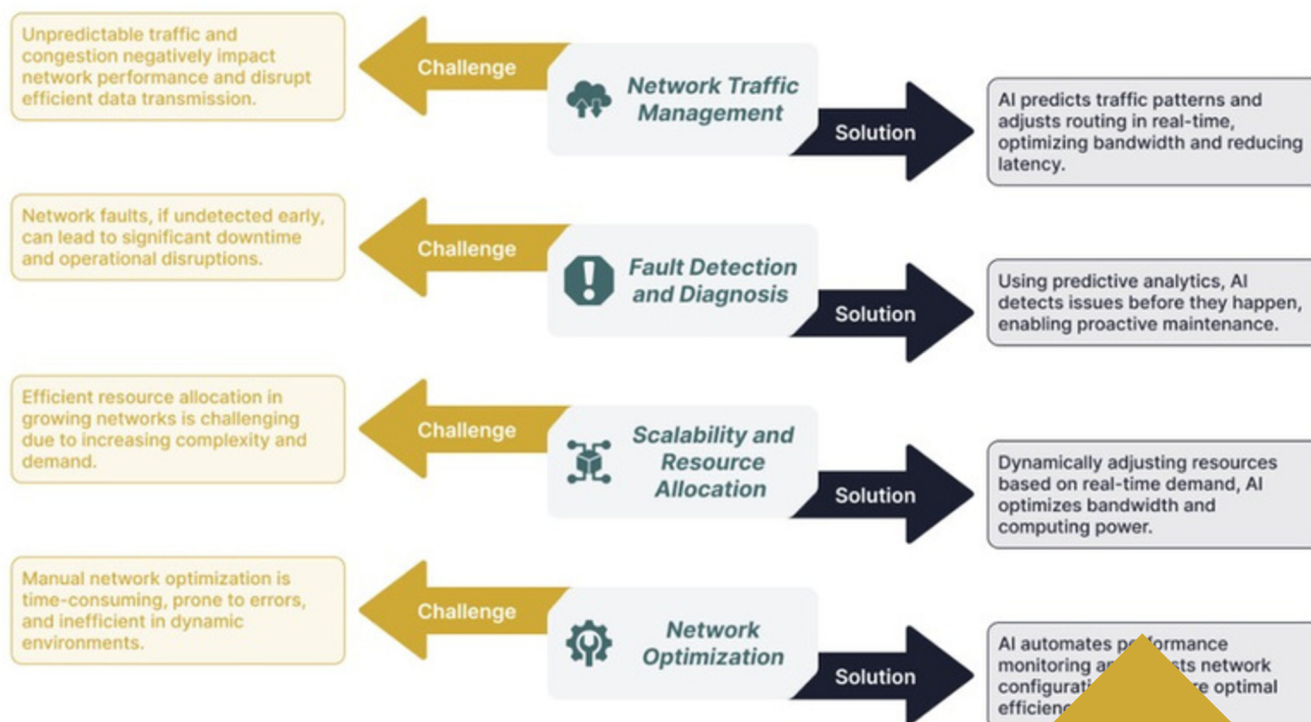 Unpredictable traffic and
congestion negatively impact
network performance and disrupt
efficient data transmission.
Challenge
Network Traffic
Management
Solution
AI predicts traffic patterns and
adjusts routing in real-time,
optimizing bandwidth and reducing
latency.
Network faults, if undetected early,
can lead to significant downtime
and operational disruptions.
Challenge
Fault Detection
and Diagnosis
Solution
Using predictive analytics, AI
detects issues before they happen,
enabling proactive maintenance.
Efficient resource allocation in
growing networks is challenging
due to increasing complexity and
demand.
Challenge
Scalability and
Resource
Allocation
Solution
Dynamically adjusting resources
based on real-time demand, AI
optimizes bandwidth and
computing power.
Manual network optimization is
time-consuming, prone to errors,
and inefficient in dynamic
environments.
Challenge
Network
Optimization
Solution
AI automates performance
monitoring network
optimal